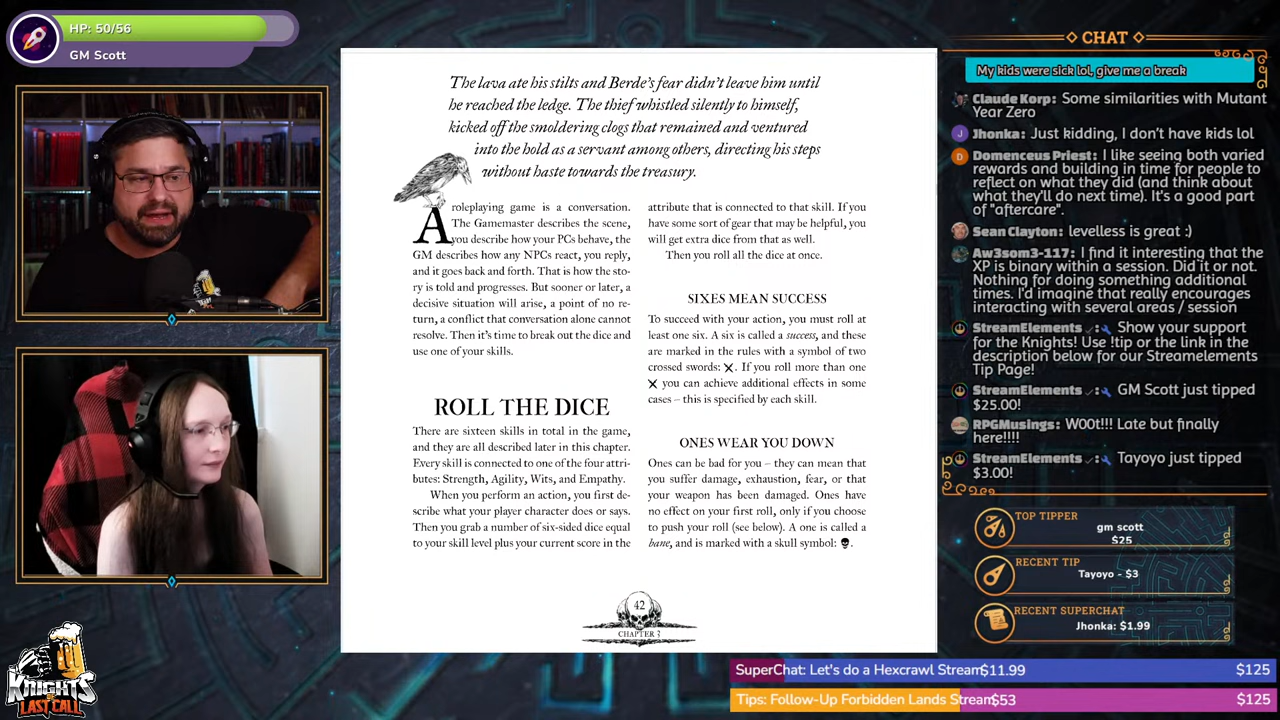 HP: 50/56
GM Scott
The lava ate his stilts and Berde's fear didn't leave him until
he reached the ledge. The thief whistled silently to himself,
kicked off the smoldering clogs that remained and ventured
into the hold as a servant among others, directing his steps
without haste towards the treasury.
A roleplaying game is a conversation.
The Gamemaster describes the scene,
you describe how your PCs behave, the
GM describes how any NPCs react, you reply,
and it goes back and forth. That is how the sto-
ry is told and progresses. But sooner or later, a
decisive situation will arise, a point no re-
turn, a conflict that conversation alone cannot
resolve. Then it's time to break out the dice and
use one of your skills.
ROLL THE DICE
There are sixteen skills in total in the game,
and they are all described later in this chapter.
Every skill is connected to one of the four attri-
butes: Strength, Agility, Wits, and Empathy.
When you perform an action, you first de-
scribe what your player character does or says.
Then you grab a number of six-sided dice equal
to your skill level plus your current score in the
attribute that is connected to that skill. If you
have some sort of gear that may be helpful, you
will get extra dice from that as well.
Then you roll all the dice at once.
SIXES MEAN SUCCESS
To succeed with your action, you must roll at
least one six. A six is called a success, and these
are marked in the rules with a symbol of two
crossed swords: ⚔. If you roll more than one
⚔ you can achieve additional effects in some
cases – this is specified by each skill.
ONES WEAR YOU DOWN
Ones can be bad for you – they can mean that
you suffer damage, exhaustion, fear, or that
your weapon has been damaged. Ones have
no effect on your first roll, only if you choose
to push your roll (see below). A one is called a
bane, and is marked with a skull symbol: 💀.
42
CHAPTER 3
CHAT
My kids were sick lol, give me a break
Claude Korp: Some similarities with Mutant
Year Zero
Jhonka: Just kidding, I don't have kids lol
Domenceus Priest: I like seeing both varied
rewards and building in time for people to
reflect on what they did (and think about
what they'll do next time). It's a good part
of "aftercare".
Sean Clayton: levelless is great :)
Aw3som3-117: I find it interesting that the
XP is binary within a session. Did it or not.
Nothing for doing something additional
times. I'd imagine that really encourages
interacting with several areas / session
StreamElements: Show your support
for the Knights! Use !tip or the link in the
description below for our Streamelements
Tip Page!
StreamElements: GM Scott just tipped
$25.00!
RPGMusings: W00t!!! Late but finally
here!!!!
StreamElements: Tayoyo just tipped
$3.00!
TOP TIPPER
gm scott
$25
RECENT TIP
Tayoyo - $3
RECENT SUPERCHAT
Jhonka: $1.99
SuperChat: Let's do a Hexcrawl Stream $11.99 $125
Tips: Follow-Up Forbidden Lands Stream $53 $125
KNIGHTS
OF
LAST CALL